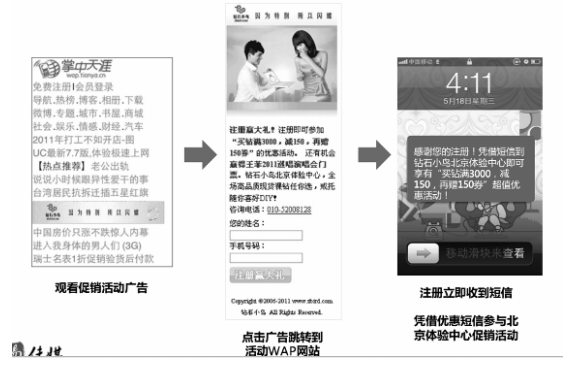 掌中天涯
wap.tianya.cn
免费注册|会员登录
导航.热榜.博客.相册.下载
微博.专题.城市.书屋.商城
社会.娱乐.情感.财经.汽车
2011年打工不如开店-图
UC最新7.7版,体验极速上网
【热点推荐】老公出轨
说说小时候跟异性爱干的事
台湾居民抗拆迁插五星红旗
因为特别 所以闪耀
中国房价只涨不跌惊人内幕
进入我身体的男人们 (3G)
瑞士名表1折促销验货后付款
观看促销活动广告
钻石小鸟
因为特别 所以闪耀
注册赢大礼！注册即可参加
“买钻满3000，减150，再赠
150券”的优惠活动。 还有机会
赢蔡王菲2011巡唱演唱会门
票。钻石小鸟北京体验中心，全
场高品质现货裸钻任你选，戒托
随你喜好DIY!
咨询电话：010-52008128
您的姓名：
手机号码：
注册赢大礼
Copyright ©2006-2011 www.zbird.com
钻石小鸟 All Rights Reserved.
点击广告跳转到
活动WAP网站
中国移动
4:11
5月18日星期三
感谢您的注册！凭借短信到
钻石小鸟北京体验中心即可
享有“买钻满3000，减
150，再赠150券”超值优
惠活动！
移动滑块来查看
注册立即收到短信
凭借优惠短信参与北
京体验中心促销活动
传媒